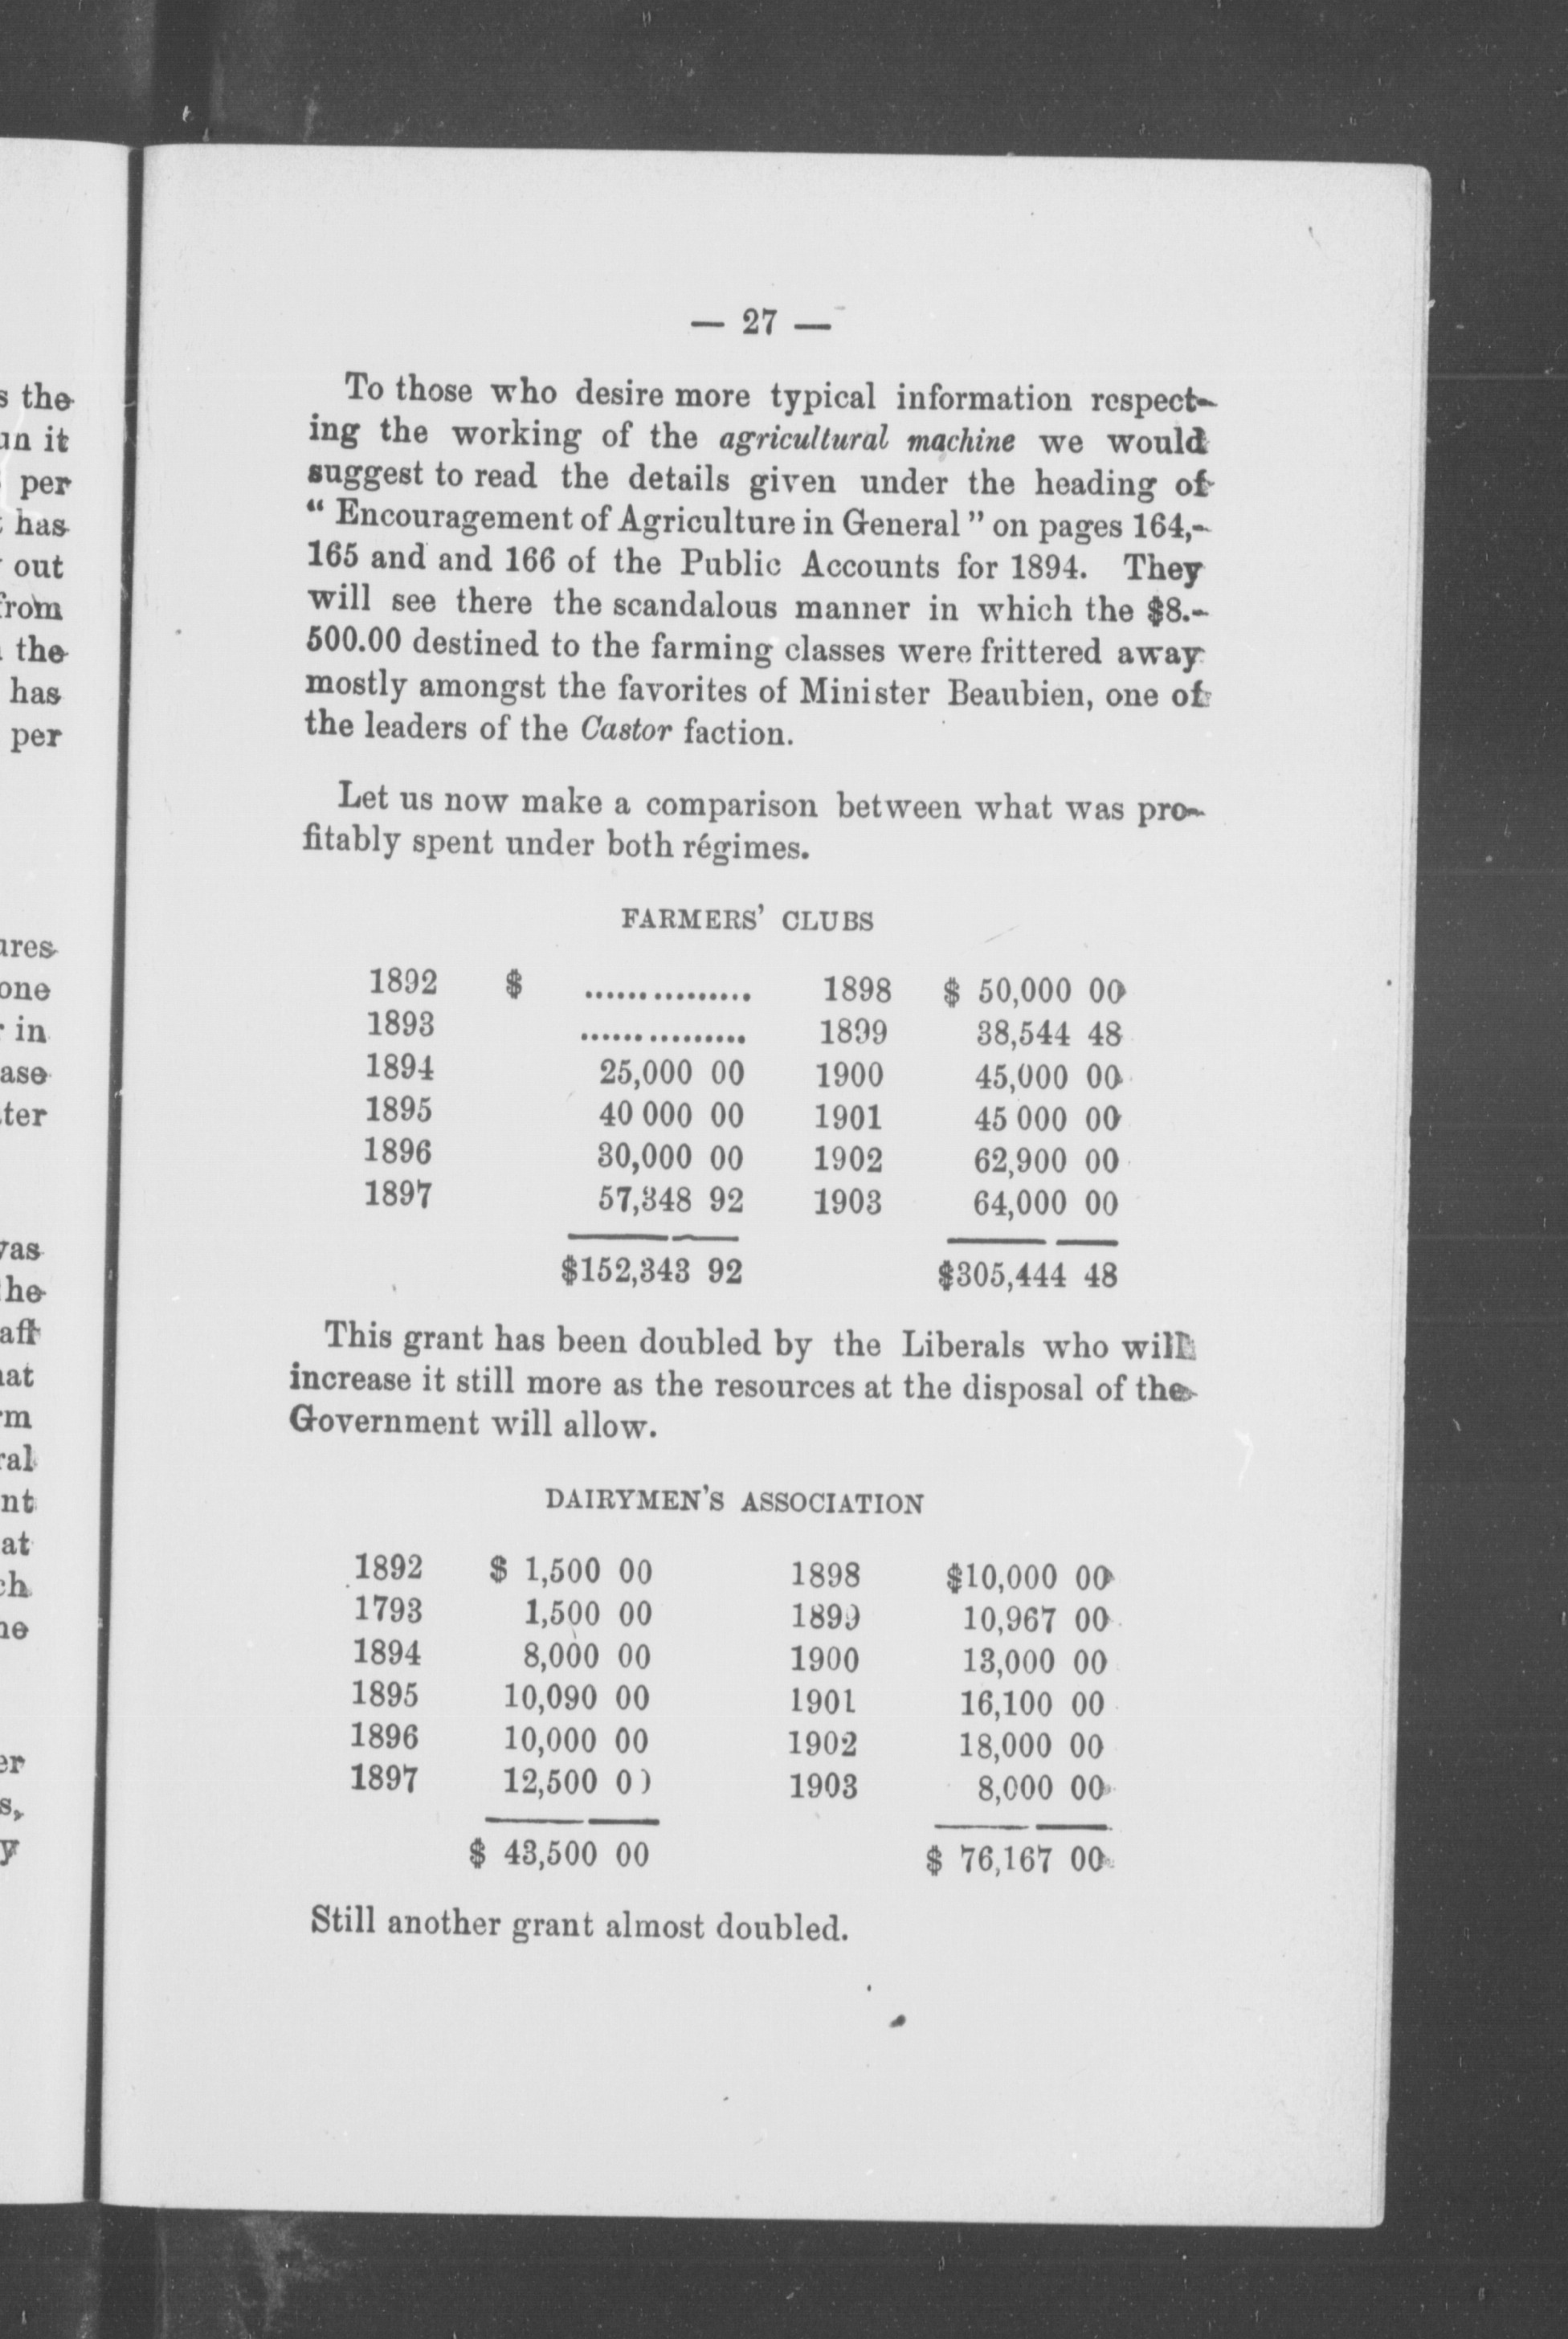 — 27 —
To those who desire more typical information respect-
ing the working of the agricultural machine we would
suggest to read the details given under the heading of
“ Encouragement of Agriculture in General ” on pages 164,-
165 and and 166 of the Public Accounts for 1894. They
will see there the scandalous manner in which the $8.-
500.00 destined to the farming classes were frittered away
mostly amongst the favorites of Minister Beaubien, one of
the leaders of the Castor faction.
Let us now make a comparison between what was pro-
fitably spent under both régimes.
FARMERS’ CLUBS
1892 $ ............... 1898 $ 50,000 00
1893 ............... 1899 38,544 48
1894 25,000 00 1900 45,000 00
1895 40 000 00 1901 45 000 00
1896 30,000 00 1902 62,900 00
1897 57,348 92 1903 64,000 00
$152,343 92 $305,444 48
This grant has been doubled by the Liberals who will
increase it still more as the resources at the disposal of the
Government will allow.
DAIRYMEN’S ASSOCIATION
1892 $ 1,500 00 1898 $10,000 00
1793 1,500 00 1899 10,967 00
1894 8,000 00 1900 13,000 00
1895 10,090 00 1901 16,100 00
1896 10,000 00 1902 18,000 00
1897 12,500 00 1903 8,000 00
$ 43,500 00 $ 76,167 00
Still another grant almost doubled.